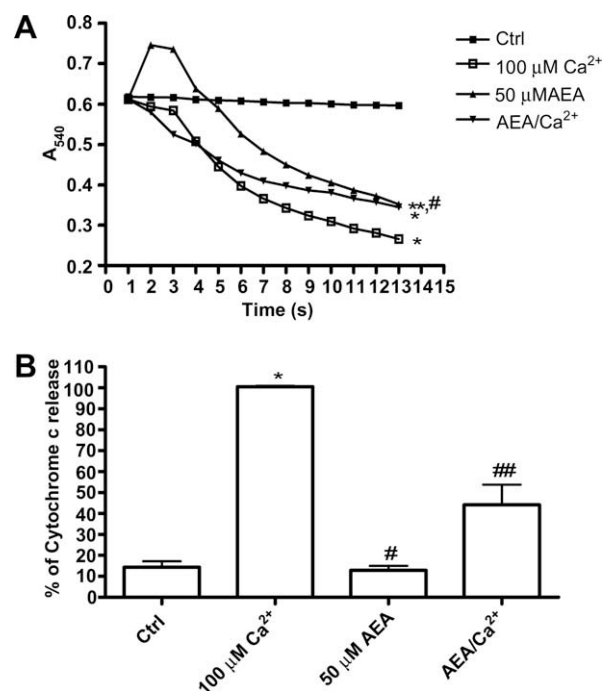 A
0.8
0.7
0.6
0.5
0.4
0.3
0.2
A540
0 1 2 3 4 5 6 7 8 9 10 11 12 13 14 15
Time (s)
**,#
*
*
Ctrl
100 µM Ca²⁺
50 µMAEA
AEA/Ca²⁺
B
110
100
90
80
70
60
50
40
30
20
10
0
% of Cytochrome c release
*
#
##
Ctrl
100 µM Ca²⁺
50 µM AEA
AEA/Ca²⁺